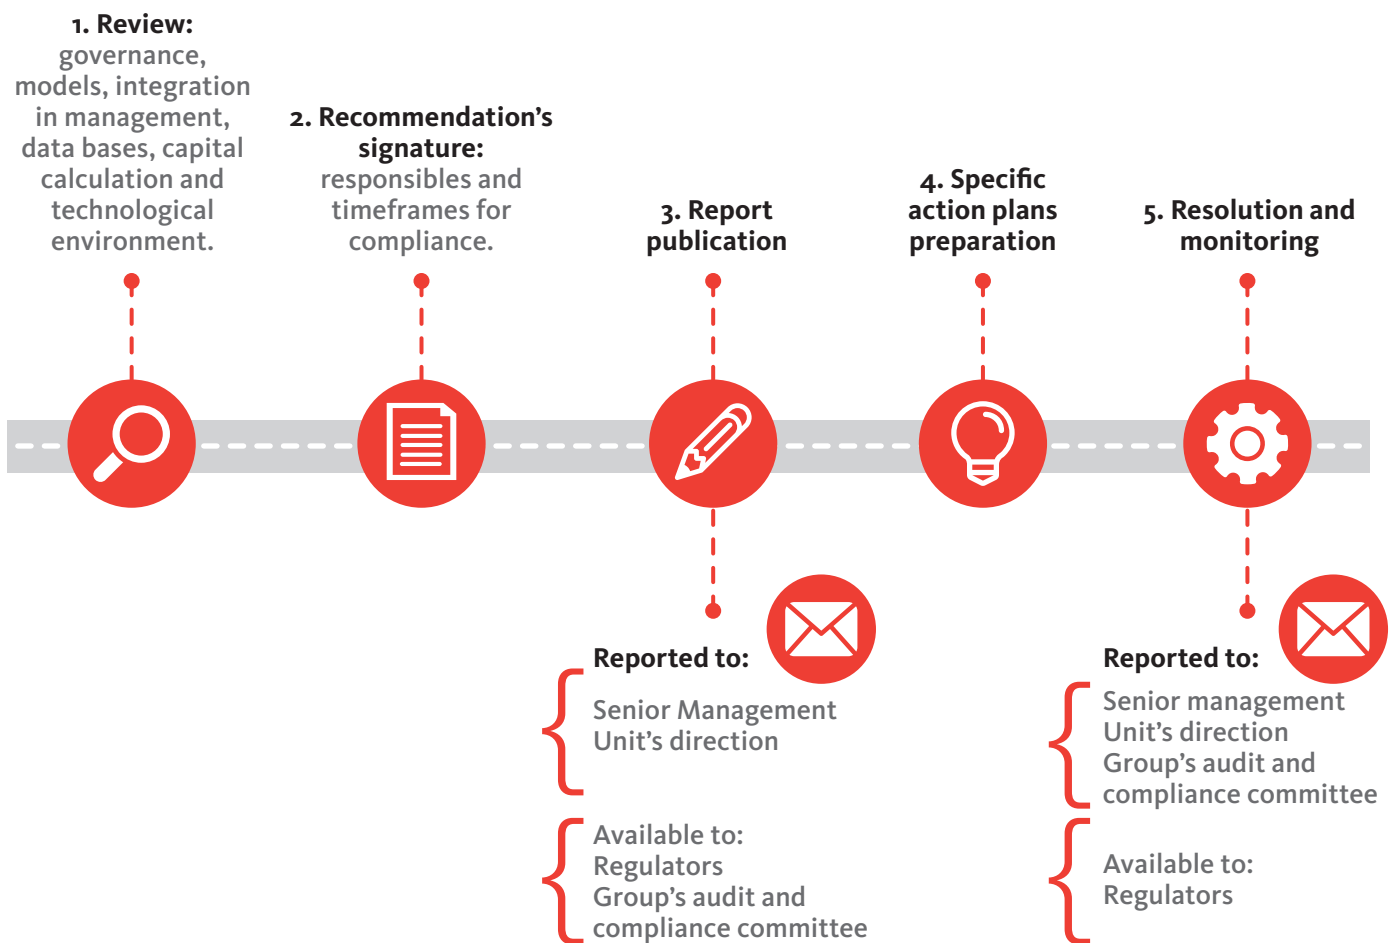 1. Review:
governance,
models, integration
in management,
data bases, capital
calculation and
technological
environment.
2. Recommendation’s
signature:
responsibles and
timeframes for
compliance.
3. Report
publication
4. Specific
action plans
preparation
5. Resolution and
monitoring
Reported to:
Senior Management
Unit’s direction
Available to:
Regulators
Group’s audit and
compliance committee
Reported to:
Senior management
Unit’s direction
Group’s audit and
compliance committee
Available to:
Regulators